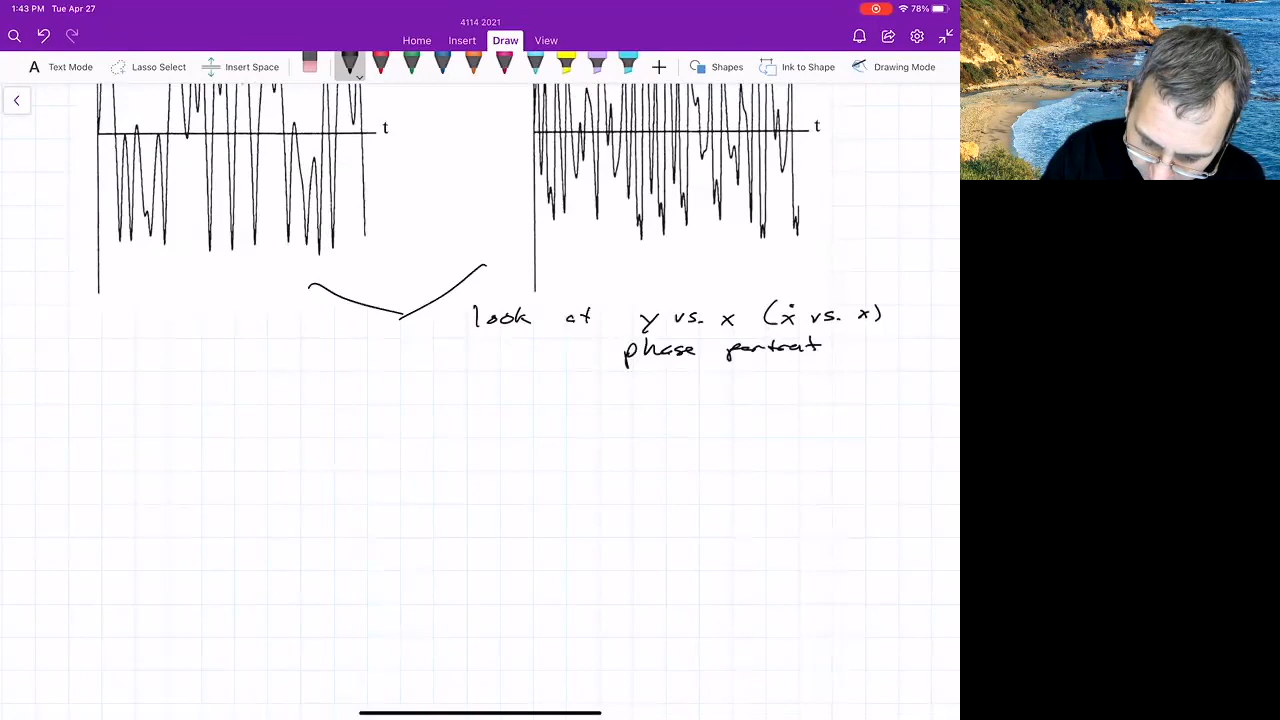 1:43 PM Tue Apr 27
78%
4114 2021
Home Insert Draw View
Text Mode Lasso Select Insert Space Shapes Ink to Shape Drawing Mode
t
t
look at y vs. x (ẋ vs. x)
phase portrait